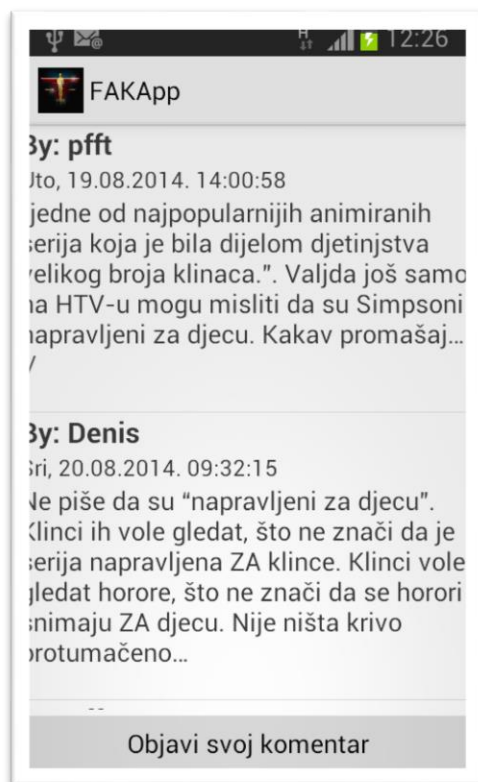 H 12:26
FAKApp
By: pfft
Uto, 19.08.2014. 14:00:58
jedne od najpopularnijih animiranih
serija koja je bila dijelom djetinjstva
velikog broja klinaca.”. Valjda još samo
na HTV-u mogu misliti da su Simpsoni
napravljeni za djecu. Kakav promašaj...
/
By: Denis
Sri, 20.08.2014. 09:32:15
Ne piše da su “napravljeni za djecu”.
Klinci ih vole gledat, što ne znači da je
serija napravljena ZA klince. Klinci vole
gledat horore, što ne znači da se horori
snimaju ZA djecu. Nije ništa krivo
protumačeno...
Objavi svoj komentar